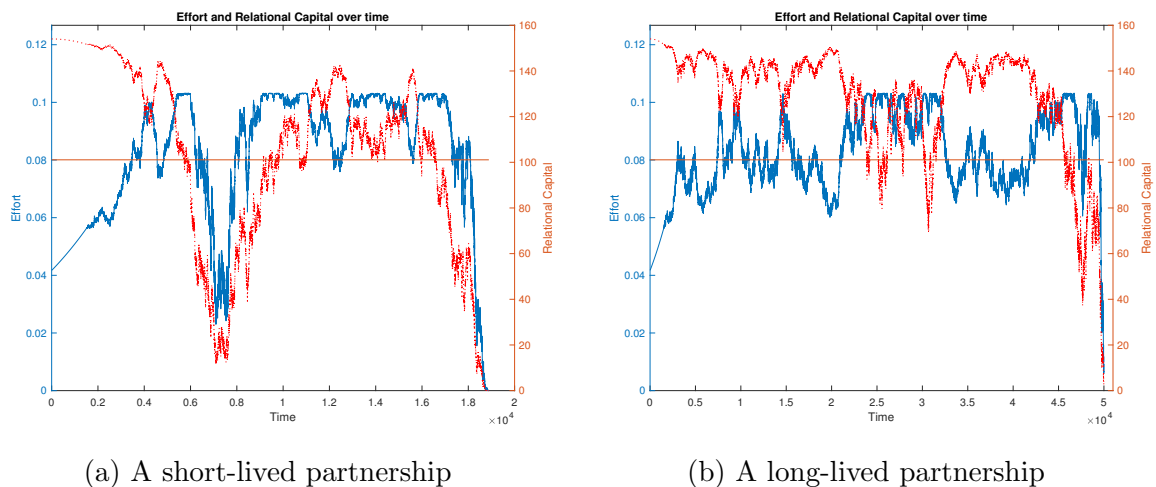 Effort and Relational Capital over time
0.12
0.1
0.08
0.06
0.04
0.02
0
Effort
160
140
120
100
80
60
40
20
0
Relational Capital
0 0.2 0.4 0.6 0.8 1 1.2 1.4 1.6 1.8 2
Time
×10⁴
(a) A short-lived partnership
Effort and Relational Capital over time
0.12
0.1
0.08
0.06
0.04
0.02
0
Effort
160
140
120
100
80
60
40
20
0
Relational Capital
0 0.5 1 1.5 2 2.5 3 3.5 4 4.5 5
Time
×10⁴
(b) A long-lived partnership